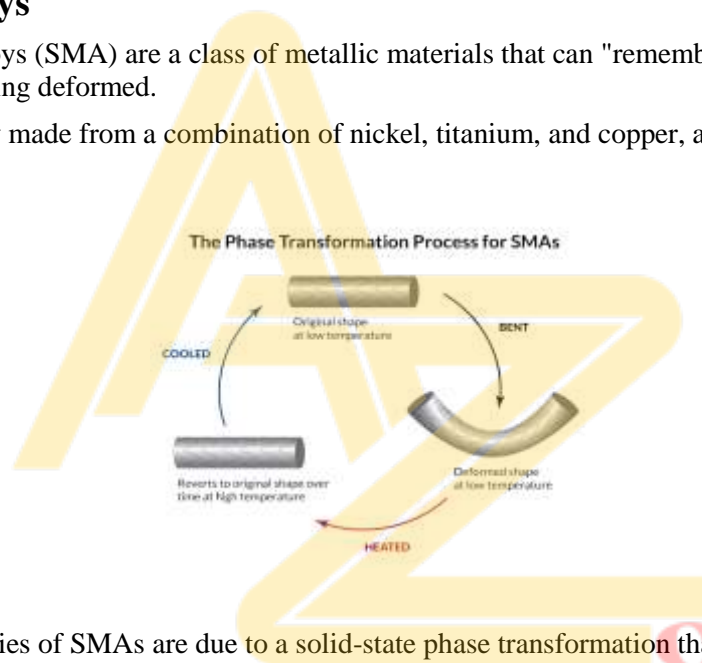 ys
ys (SMA) are a class of metallic materials that can "rememb
ing deformed.
made from a combination of nickel, titanium, and copper, a
The Phase Transformation Process for SMAs
Original shape
at low temperature
BENT
COOLED
Deformed shape
at low temperature
Reverts to original shape over
time at high temperature
HEATED
ies of SMAs are due to a solid-state phase transformation tha